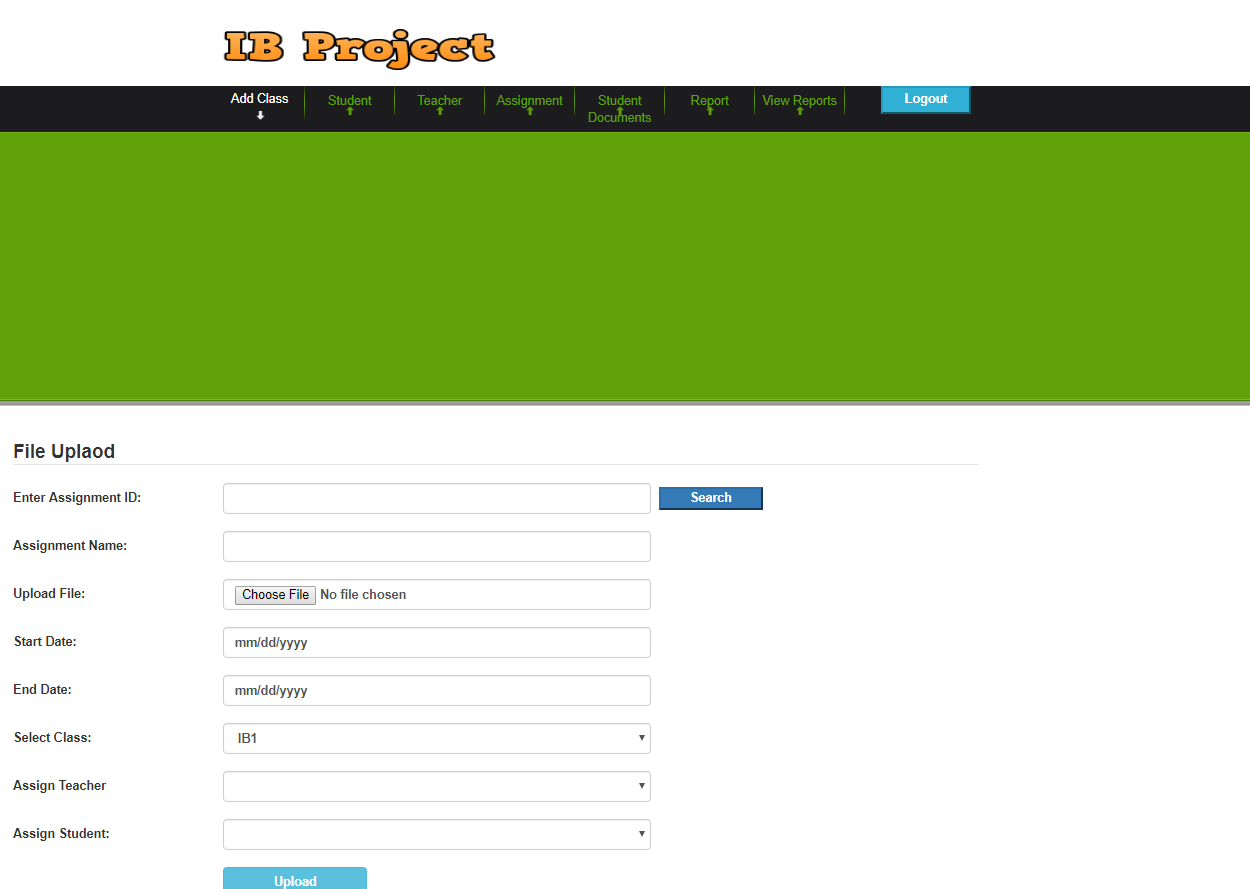 IB Project
Add Class Student Teacher Assignment Student Documents Report View Reports Logout
File Uplaod
Enter Assignment ID: Search
Assignment Name:
Upload File: Choose File No file chosen
Start Date: mm/dd/yyyy
End Date: mm/dd/yyyy
Select Class: IB1
Assign Teacher
Assign Student:
Upload